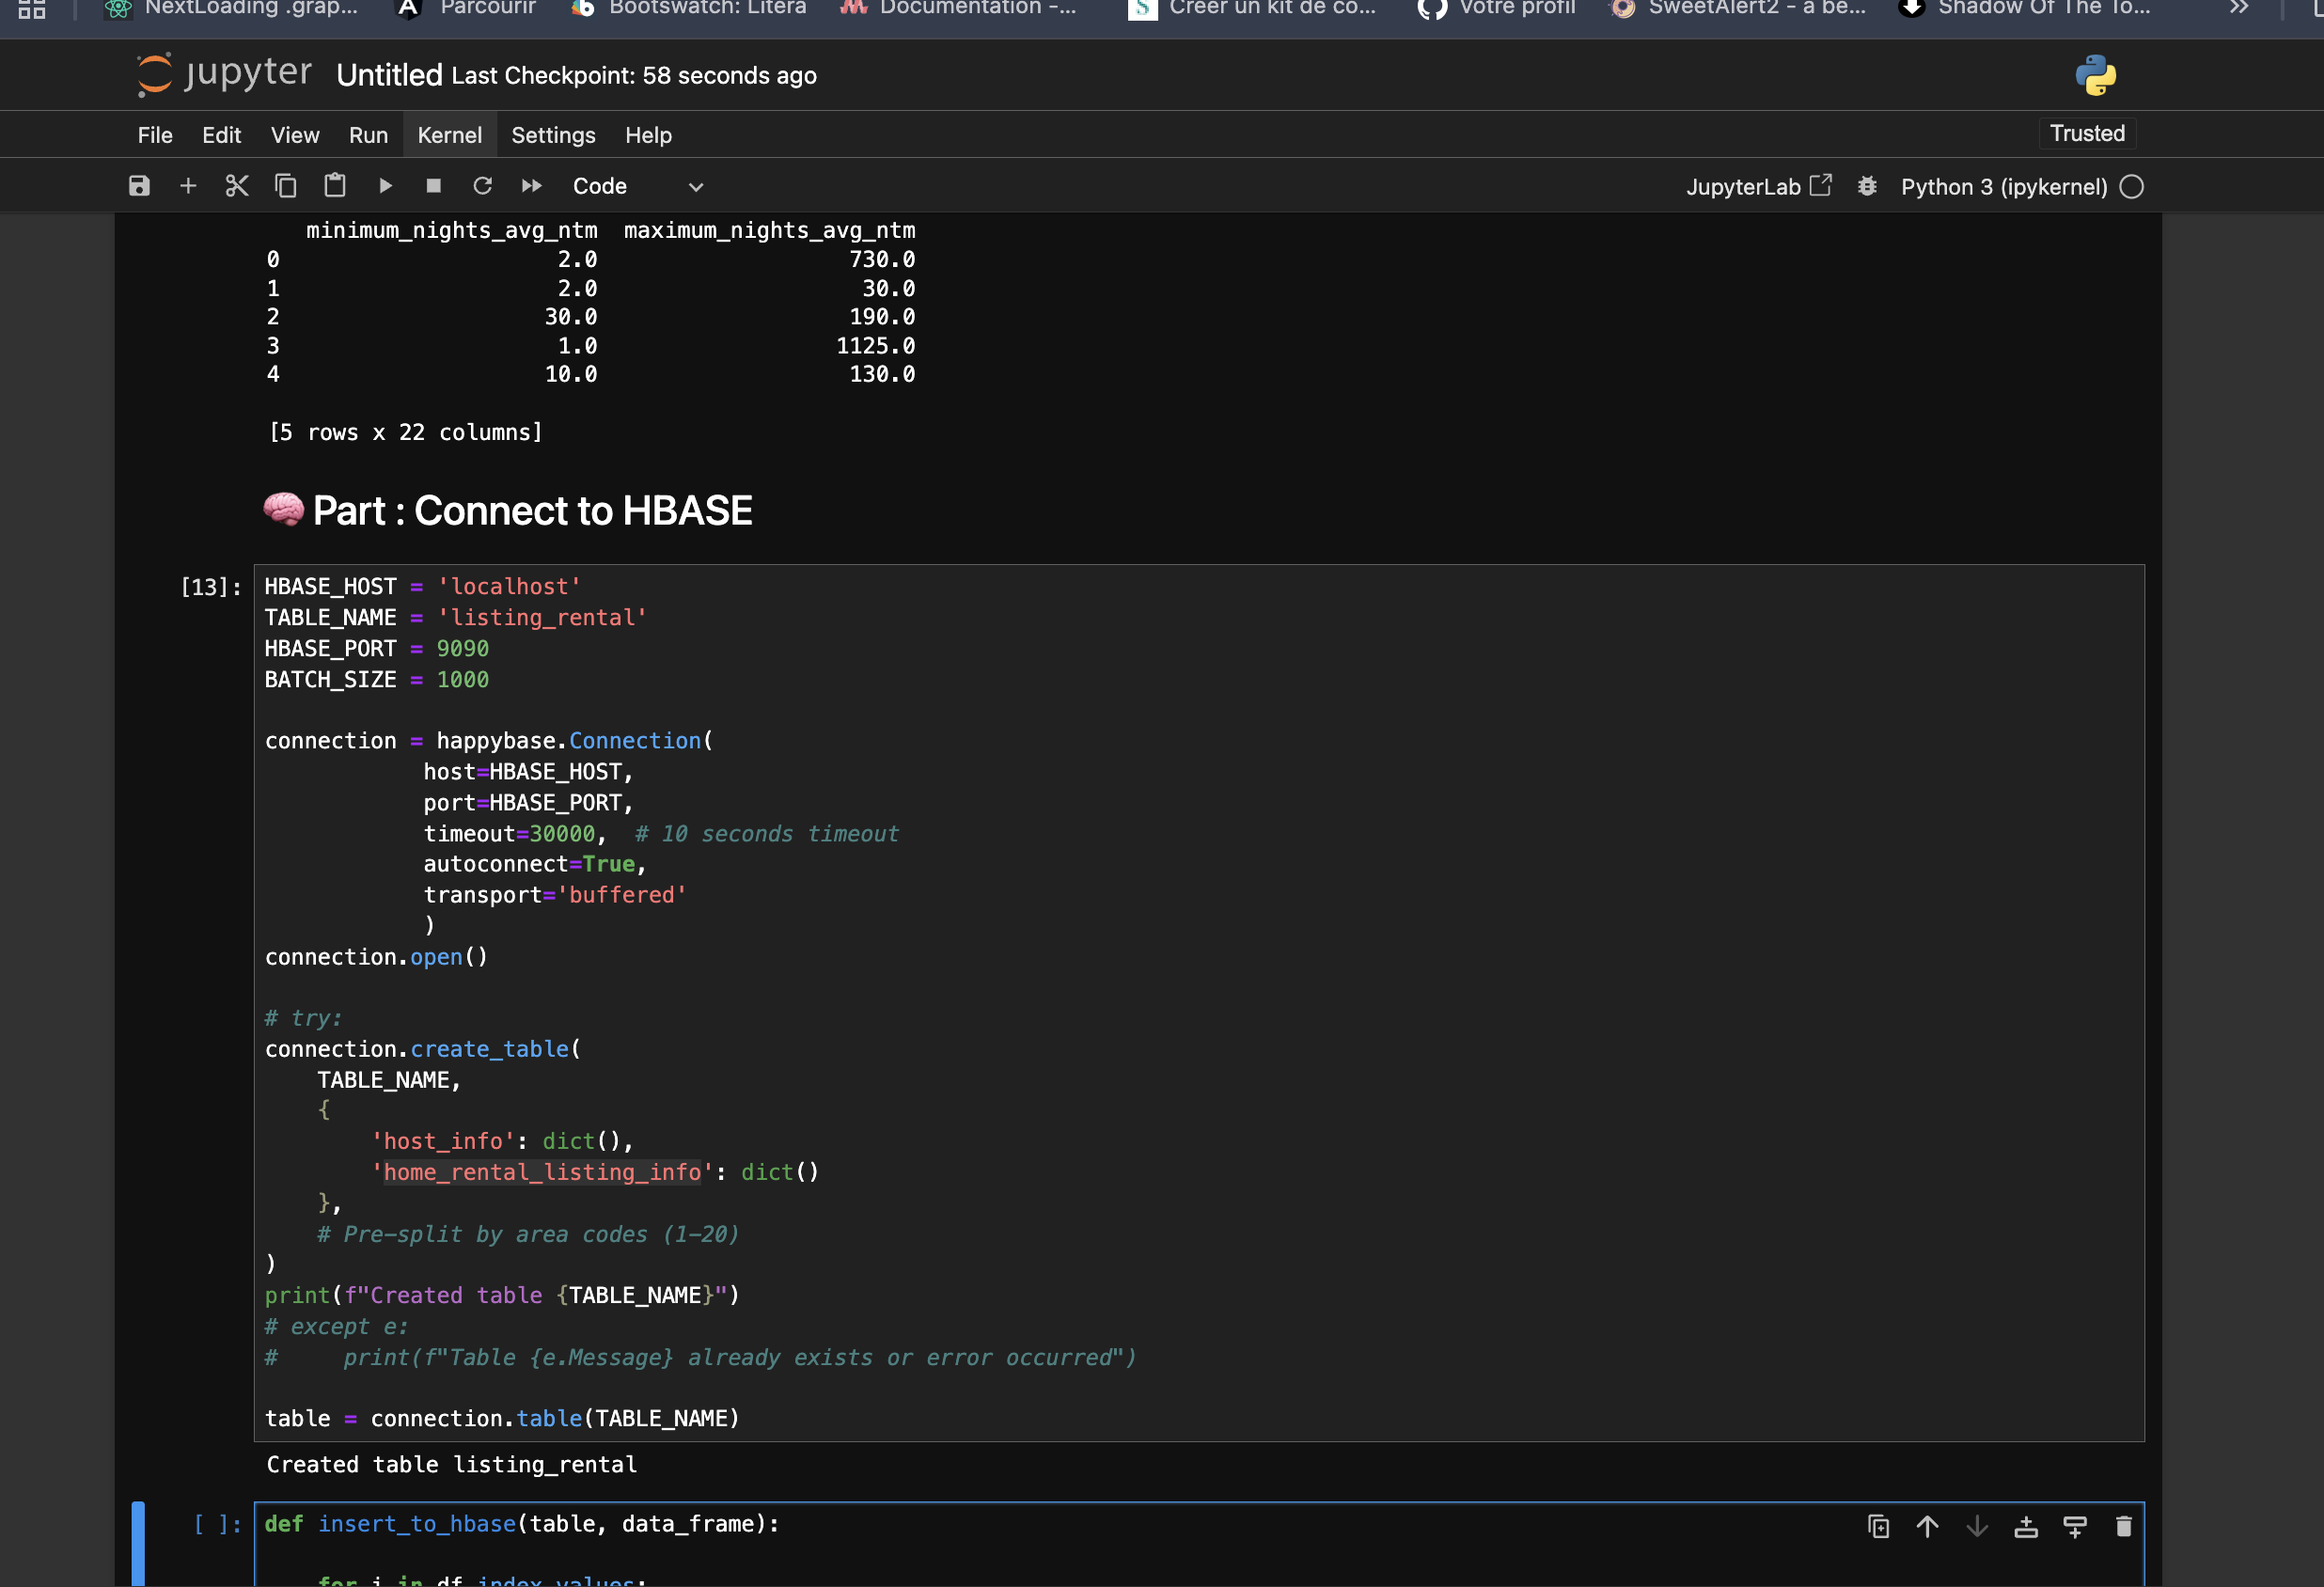 NextLoading .grap... Parcourir Bootswatch: Litera Documentation -... Créer un kit de co... Votre profil SweetAlert2 - a be... Shadow Of The To... »
jupyter Untitled Last Checkpoint: 58 seconds ago
File Edit View Run Kernel Settings Help Trusted
Code JupyterLab Python 3 (ipykernel)
minimum_nights_avg_ntm maximum_nights_avg_ntm
0 2.0 730.0
1 2.0 30.0
2 30.0 190.0
3 1.0 1125.0
4 10.0 130.0
[5 rows x 22 columns]
🧠 Part : Connect to HBASE
[13]: HBASE_HOST = 'localhost'
TABLE_NAME = 'listing_rental'
HBASE_PORT = 9090
BATCH_SIZE = 1000
connection = happybase.Connection(
host=HBASE_HOST,
port=HBASE_PORT,
timeout=30000, # 10 seconds timeout
autoconnect=True,
transport='buffered'
)
connection.open()
# try:
connection.create_table(
TABLE_NAME,
{
'host_info': dict(),
'home_rental_listing_info': dict()
},
# Pre-split by area codes (1-20)
)
print(f"Created table {TABLE_NAME}")
# except e:
# print(f"Table {e.Message} already exists or error occurred")
table = connection.table(TABLE_NAME)
Created table listing_rental
[ ]: def insert_to_hbase(table, data_frame):
for i in df.index.values: